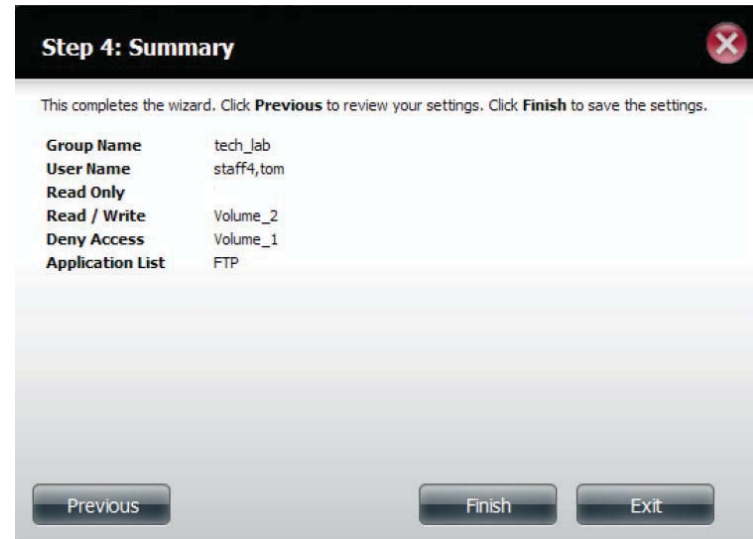 Step 4: Summary
This completes the wizard. Click Previous to review your settings. Click Finish to save the settings.
Group Name tech_lab
User Name staff4,tom
Read Only
Read / Write Volume_2
Deny Access Volume_1
Application List FTP
Previous Finish Exit